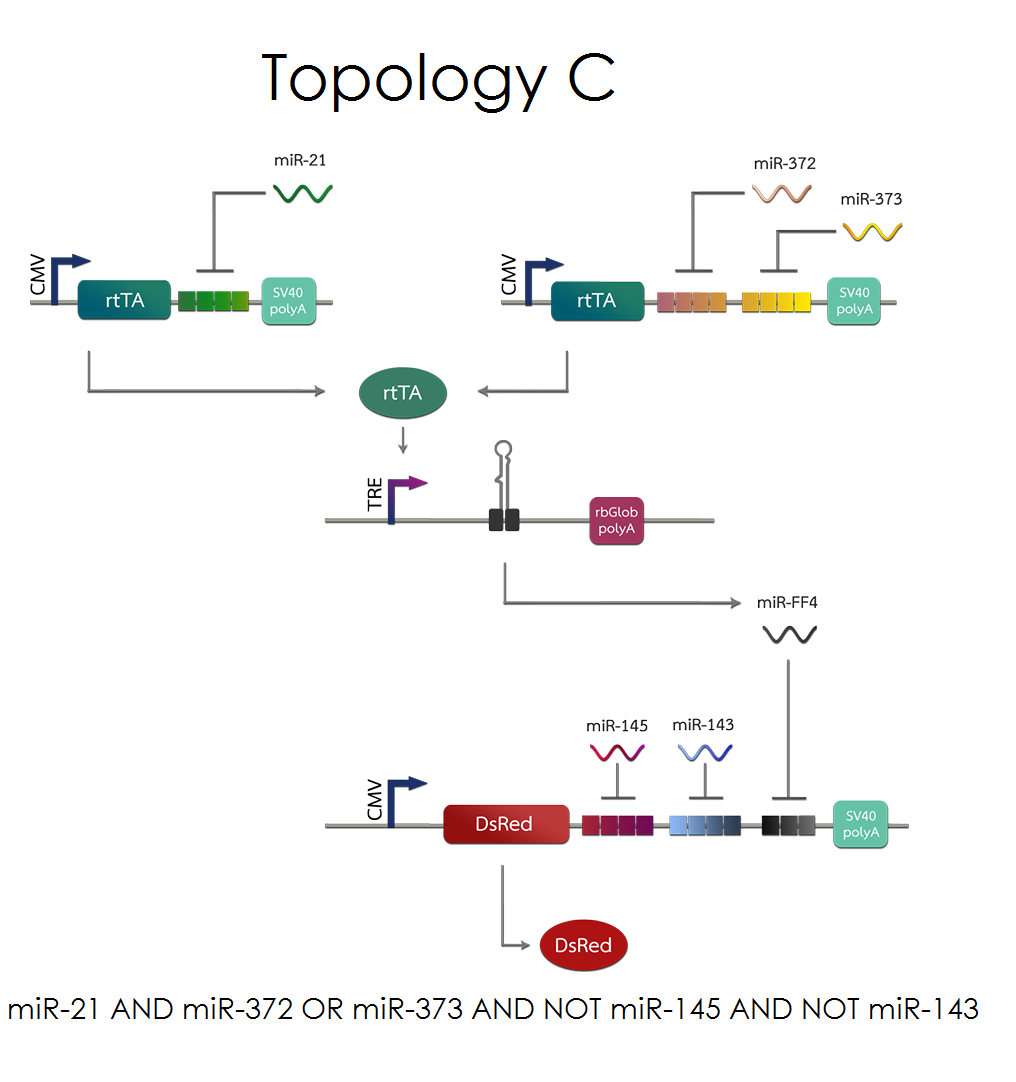 Topology C
miR-21
miR-372
miR-373
CMV
rtTA
SV40
polyA
CMV
rtTA
SV40
polyA
rtTA
TRE
rbGlob
polyA
miR-FF4
miR-145
miR-143
CMV
DsRed
SV40
polyA
DsRed
miR-21 AND miR-372 OR miR-373 AND NOT miR-145 AND NOT miR-143